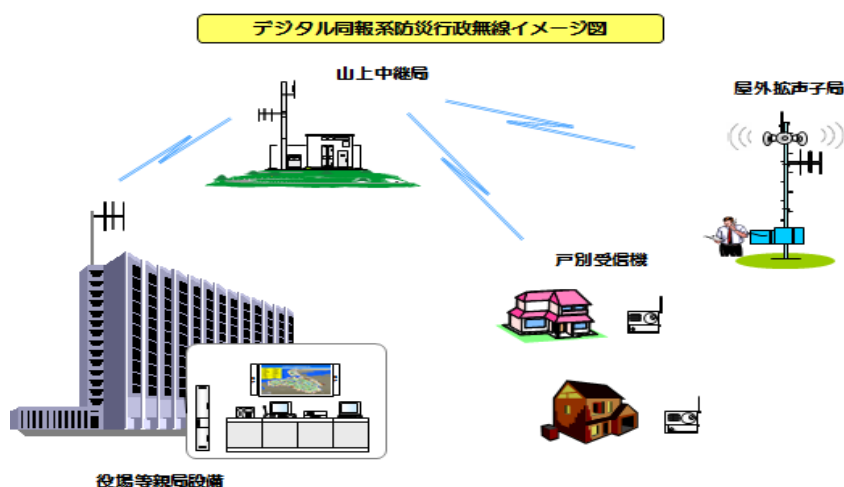 デジタル同報系防災行政無線イメージ図
山上中継局
屋外拡声子局
戸別受信機
役場等親局設備